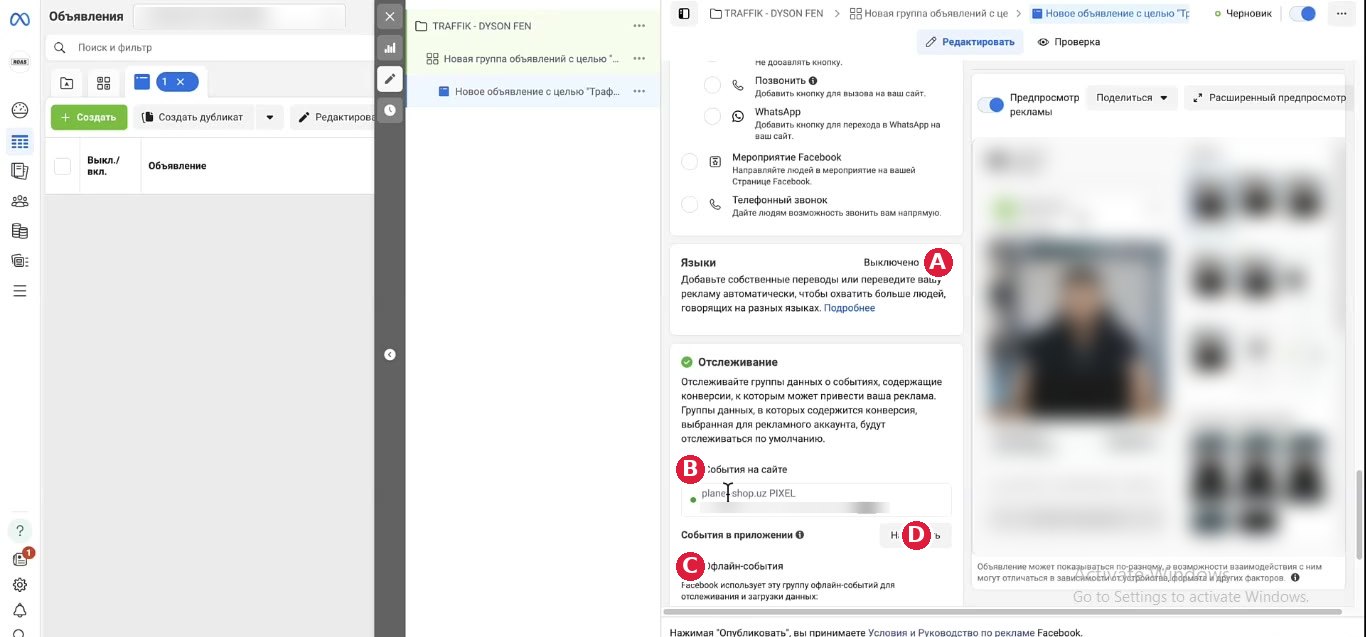 Объявления
Поиск и фильтр
1
Создать
Создать дубликат
Редактирова
Выкл./
вкл.
Объявление
?
1
TRAFFIK - DYSON FEN
Новая группа объявлений с целью "...
Новое объявление с целью "Траф...
TRAFFIK - DYSON FEN
Новая группа объявлений с це
Новое объявление с целью "Тр
Черновик
Редактировать
Проверка
Не добавлять кнопку.
Позвонить
Добавить кнопку для вызова на ваш сайт.
WhatsApp
Добавить кнопку для перехода в WhatsApp на
ваш сайт.
Мероприятие Facebook
Направляйте людей в мероприятие на вашей
Странице Facebook.
Телефонный звонок
Дайте людям возможность звонить вам напрямую.
Языки
Выключено
A
Добавьте собственные переводы или переведите вашу
рекламу автоматически, чтобы охватить больше людей,
говорящих на разных языках. Подробнее
Отслеживание
Отслеживайте группы данных о событиях, содержащие
конверсии, к которым может привести ваша реклама.
Группы данных, в которых содержится конверсия,
выбранная для рекламного аккаунта, будут
отслеживаться по умолчанию.
B
События на сайте
shop.uz PIXEL
События в приложении
D
C
Офлайн-события
Facebook использует эту группу офлайн-событий для
отслеживания и загрузки данных:
Предпросмотр
рекламы
Поделиться
Расширенный предпросмотр
Объявление может показываться по-разному, а возможности взаимодействия с ним
могут отличаться в зависимости от устройства, формата и других факторов.
Activate Windows
Go to Settings to activate Windows.
Нажимая "Опубликовать", вы принимаете Условия и Руководство по рекламе Facebook.